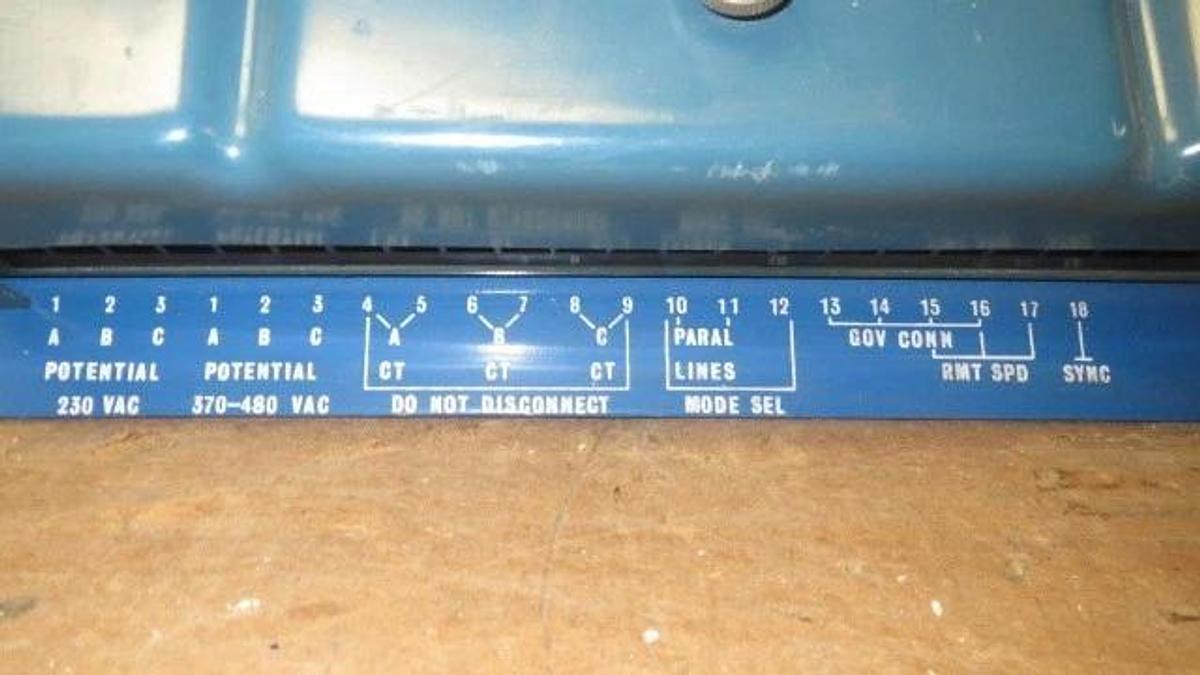 1 2 3 1 2 3 4 5 6 7 8 9 10 11 12 13 14 15 16 17 18
A B C A B C A B C PARAL GOV CONN
POTENTIAL POTENTIAL CT CT CT LINES RMT SPD SYNC
230 VAC 370-480 VAC DO NOT DISCONNECT MODE SEL